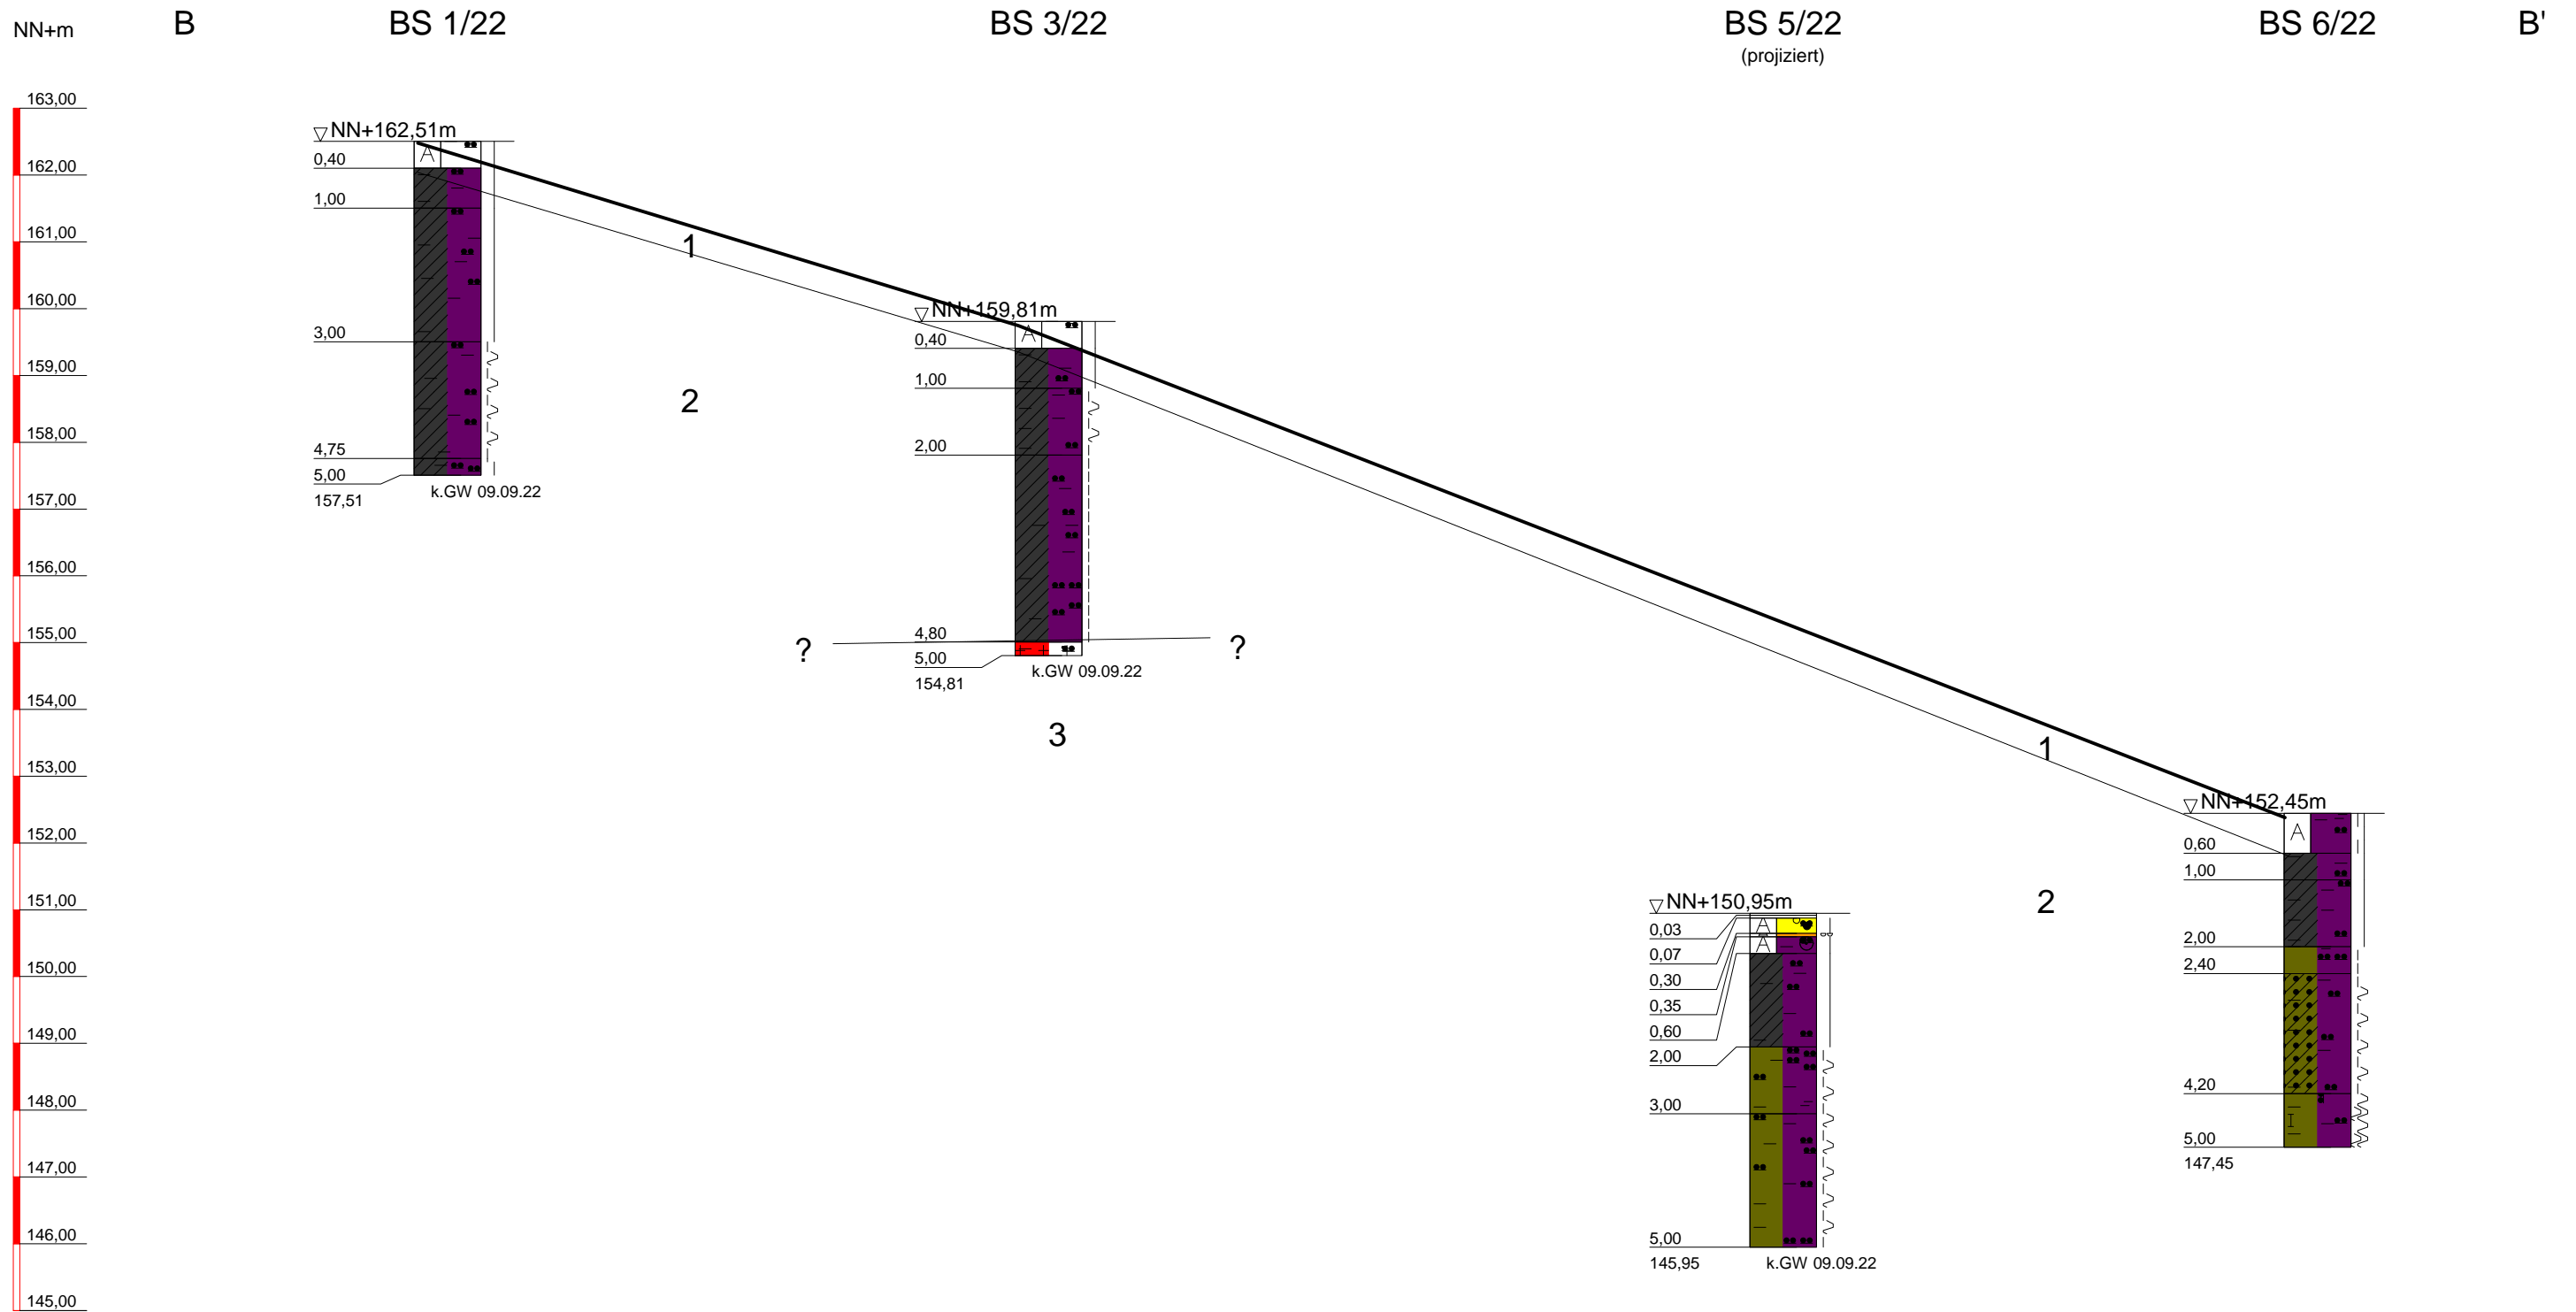 NN+m
B
BS 1/22
BS 3/22
BS 5/22
(projiziert)
BS 6/22
B'
163,00
162,00
161,00
160,00
159,00
158,00
157,00
156,00
155,00
154,00
153,00
152,00
151,00
150,00
149,00
148,00
147,00
146,00
145,00
NN+162,51m
A
0,40
1,00
3,00
4,75
5,00
157,51
k.GW 09.09.22
1
2
NN+159,81m
A
0,40
1,00
2,00
4,80
5,00
154,81
k.GW 09.09.22
?
?
3
NN+150,95m
A
A
0,03
0,07
0,30
0,35
0,60
2,00
3,00
5,00
145,95
k.GW 09.09.22
1
2
NN+152,45m
A
0,60
1,00
2,00
2,40
4,20
5,00
147,45